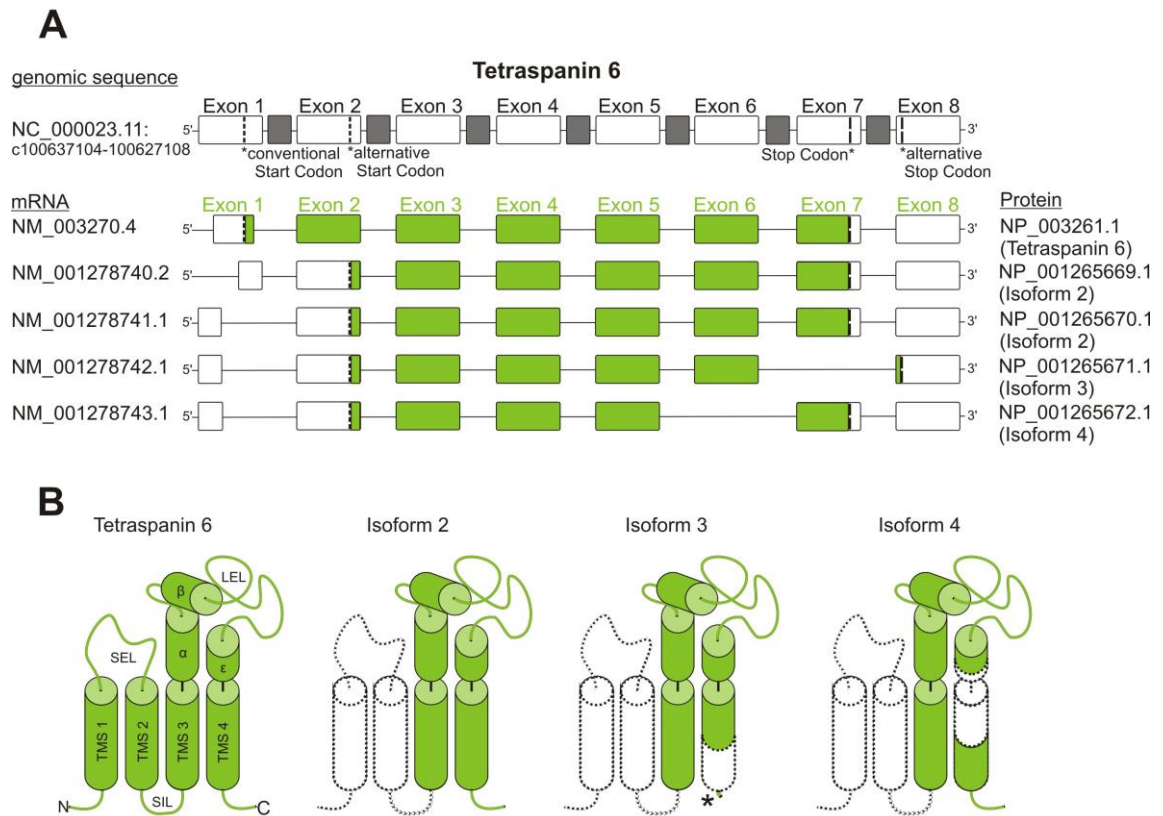 A
genomic sequence
Tetraspanin 6
Exon 1 Exon 2 Exon 3 Exon 4 Exon 5 Exon 6 Exon 7 Exon 8
NC_000023.11: 5' 3'
c100637104-100627108
*conventional Start Codon
*alternative Start Codon
Stop Codon*
*alternative Stop Codon
mRNA
Exon 1 Exon 2 Exon 3 Exon 4 Exon 5 Exon 6 Exon 7 Exon 8
Protein
NM_003270.4 5' 3' NP_003261.1
(Tetraspanin 6)
NM_001278740.2 5' 3' NP_001265669.1
(Isoform 2)
NM_001278741.1 5' 3' NP_001265670.1
(Isoform 2)
NM_001278742.1 5' 3' NP_001265671.1
(Isoform 3)
NM_001278743.1 5' 3' NP_001265672.1
(Isoform 4)
B
Tetraspanin 6 Isoform 2 Isoform 3 Isoform 4
LEL
β
SEL
α
ε
TMS 1 TMS 2 TMS 3 TMS 4
N SIL C
*